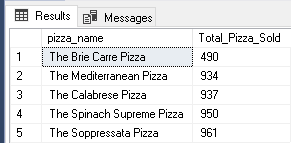 Results Messages
pizza_name Total_Pizza_Sold
1 The Brie Carre Pizza 490
2 The Mediterranean Pizza 934
3 The Calabrese Pizza 937
4 The Spinach Supreme Pizza 950
5 The Soppressata Pizza 961